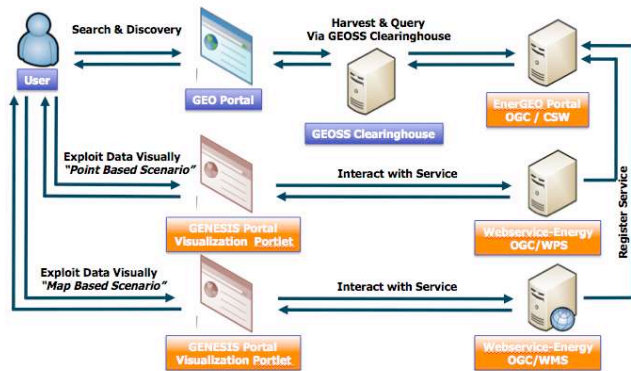 Search & Discovery
Harvest & Query
Via GEOSS Clearinghouse
User
GEO Portal
GEOSS Clearinghouse
EnerGEO Portal
OGC / CSW
Exploit Data Visually
“Point Based Scenario”
Interact with Service
GENESIS Portal
Visualization Portlet
Webservice-Energy
OGC/WPS
Register Service
Exploit Data Visually
“Map Based Scenario”
Interact with Service
GENESIS Portal
Visualization Portlet
Webservice-Energy
OGC/WMS